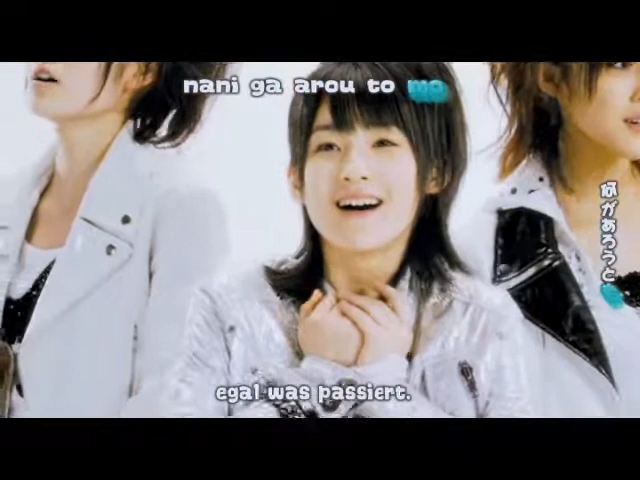 nani ga arou to mo
何があろうとも
egal was passiert.